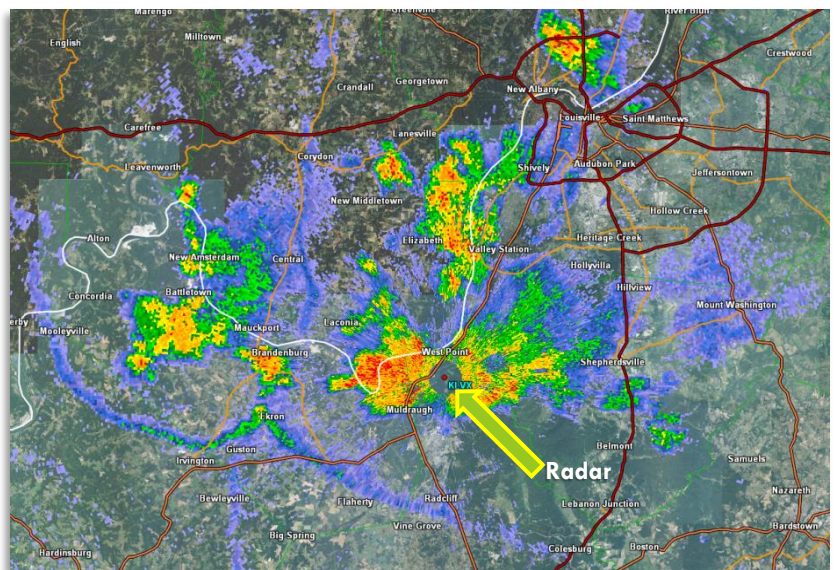 Marengo
Greenville
River Bluff
Milltown
English
Crestwood
Georgetown
Crandall
New Albany
Louisville
Saint Matthews
Carefree
Lanesville
Corydon
Shively
Audubon Park
Leavenworth
Jeffersontown
New Middletown
Hollow Creek
Alton
Elizabeth
Valley Station
Heritage Creek
New Amsterdam
Central
Hollyvilla
Hillview
Concordia
Battletown
Mount Washington
Mooleyville
Mauckport
Laconia
Brandenburg
West Point
Shepherdsville
KLVX
Muldraugh
Ekron
Guston
Belmont
Irvington
Radar
Samuels
Nazareth
Bewleyville
Flaherty
Radcliff
Lebanon Junction
Vine Grove
Bardstown
Big Spring
Hardinsburg
Colesburg
Boston